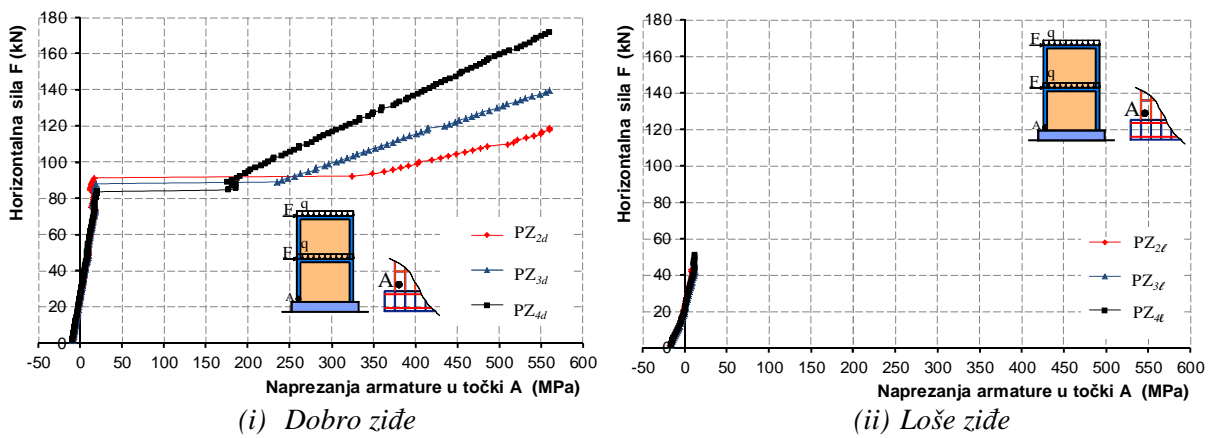 Horizontalna sila F (kN)
180
160
140
120
100
80
60
40
20
0
-50 0 50 100 150 200 250 300 350 400 450 500 550 600
Naprezanja armature u točki A (MPa)
F q
F q
A
A
PZ2d
PZ3d
PZ4d
(i) Dobro ziđe
Horizontalna sila F (kN)
180
160
140
120
100
80
60
40
20
0
-50 0 50 100 150 200 250 300 350 400 450 500 550 600
Naprezanja armature u točki A (MPa)
F q
F q
A
A
PZ2ℓ
PZ3ℓ
PZ4ℓ
(ii) Loše ziđe